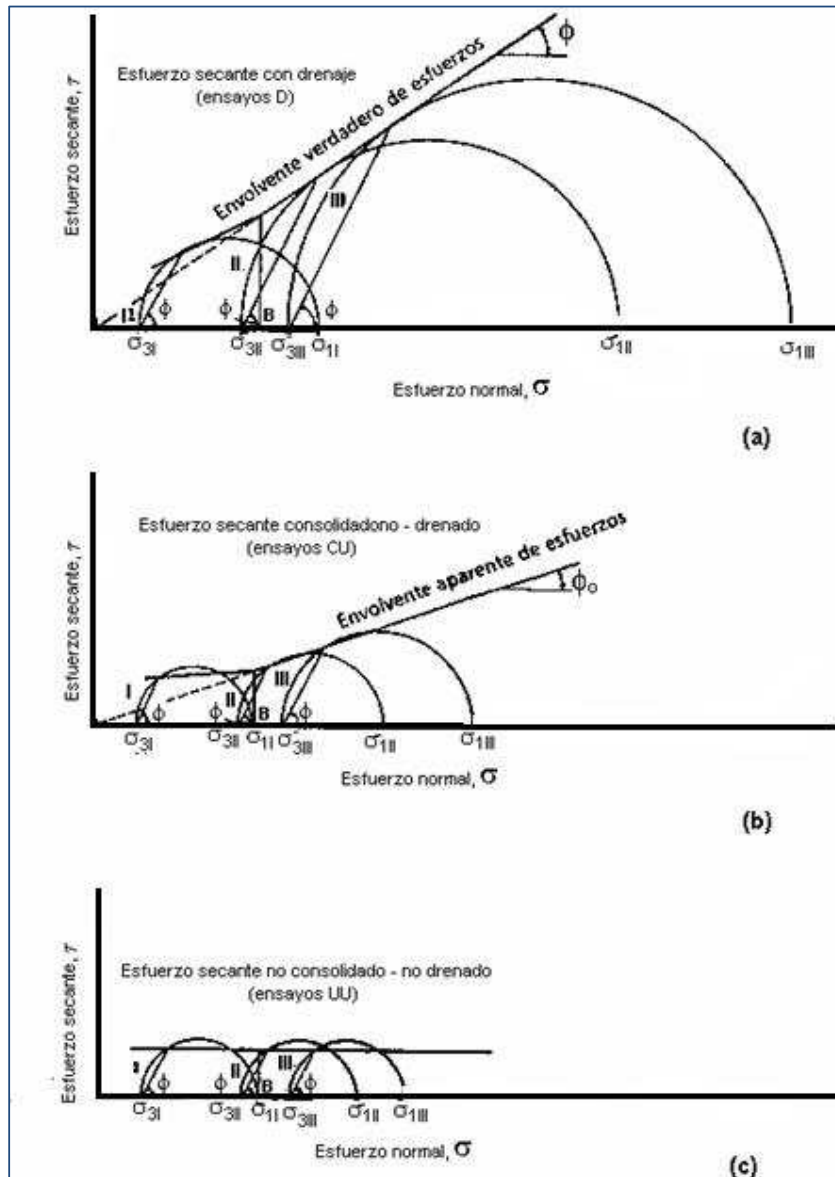 Esfuerzo secante, τ
Esfuerzo secante con drenaje
(ensayos D)
Envolvente verdadero de esfuerzos
ϕ
III
II
I
ϕ
ϕ
B
ϕ
σ3I
σ3II
σ3III
σ1I
σ1II
σ1III
Esfuerzo normal, σ
(a)
Esfuerzo secante, τ
Esfuerzo secante consolidadono - drenado
(ensayos CU)
Envolvente aparente de esfuerzos
ϕo
I
II
III
ϕ
ϕ
B
ϕ
σ3I
σ3II
σ1I
σ3III
σ1II
σ1III
Esfuerzo normal, σ
(b)
Esfuerzo secante, τ
Esfuerzo secante no consolidado - no drenado
(ensayos UU)
II
III
ϕ
ϕ
B
ϕ
σ3I
σ3II
σ1I
σ3III
σ1II
σ1III
Esfuerzo normal, σ
(c)